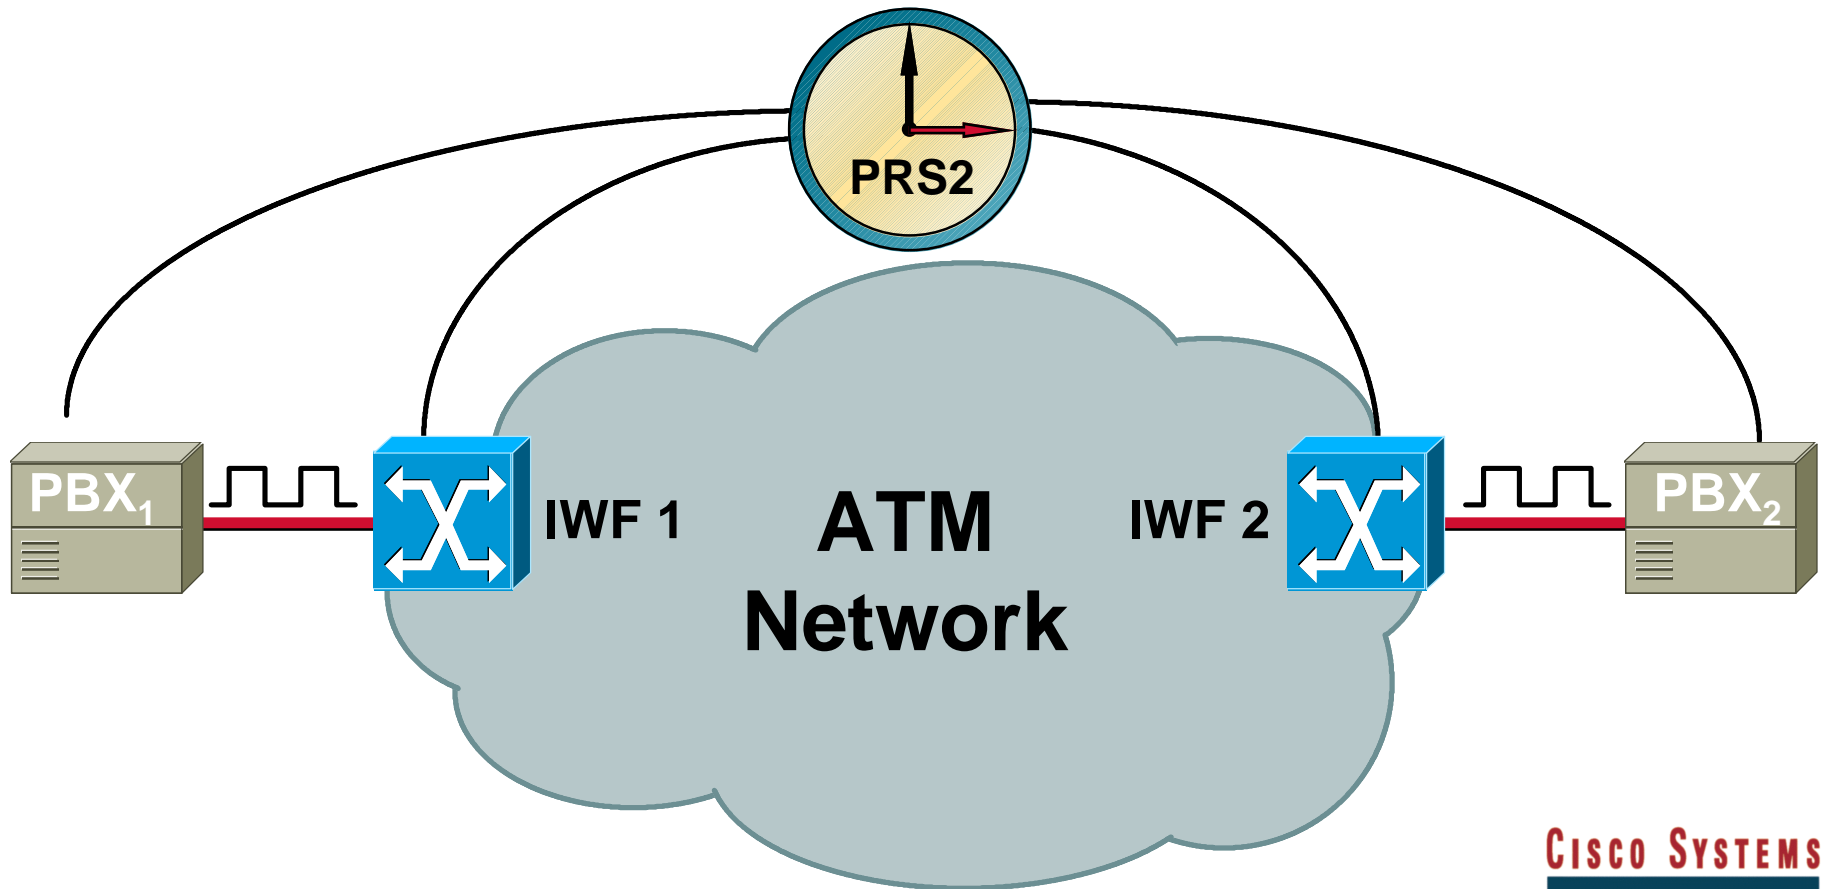 PRS2
PBX1
IWF 1
ATM
Network
IWF 2
PBX2
CISCO SYSTEMS